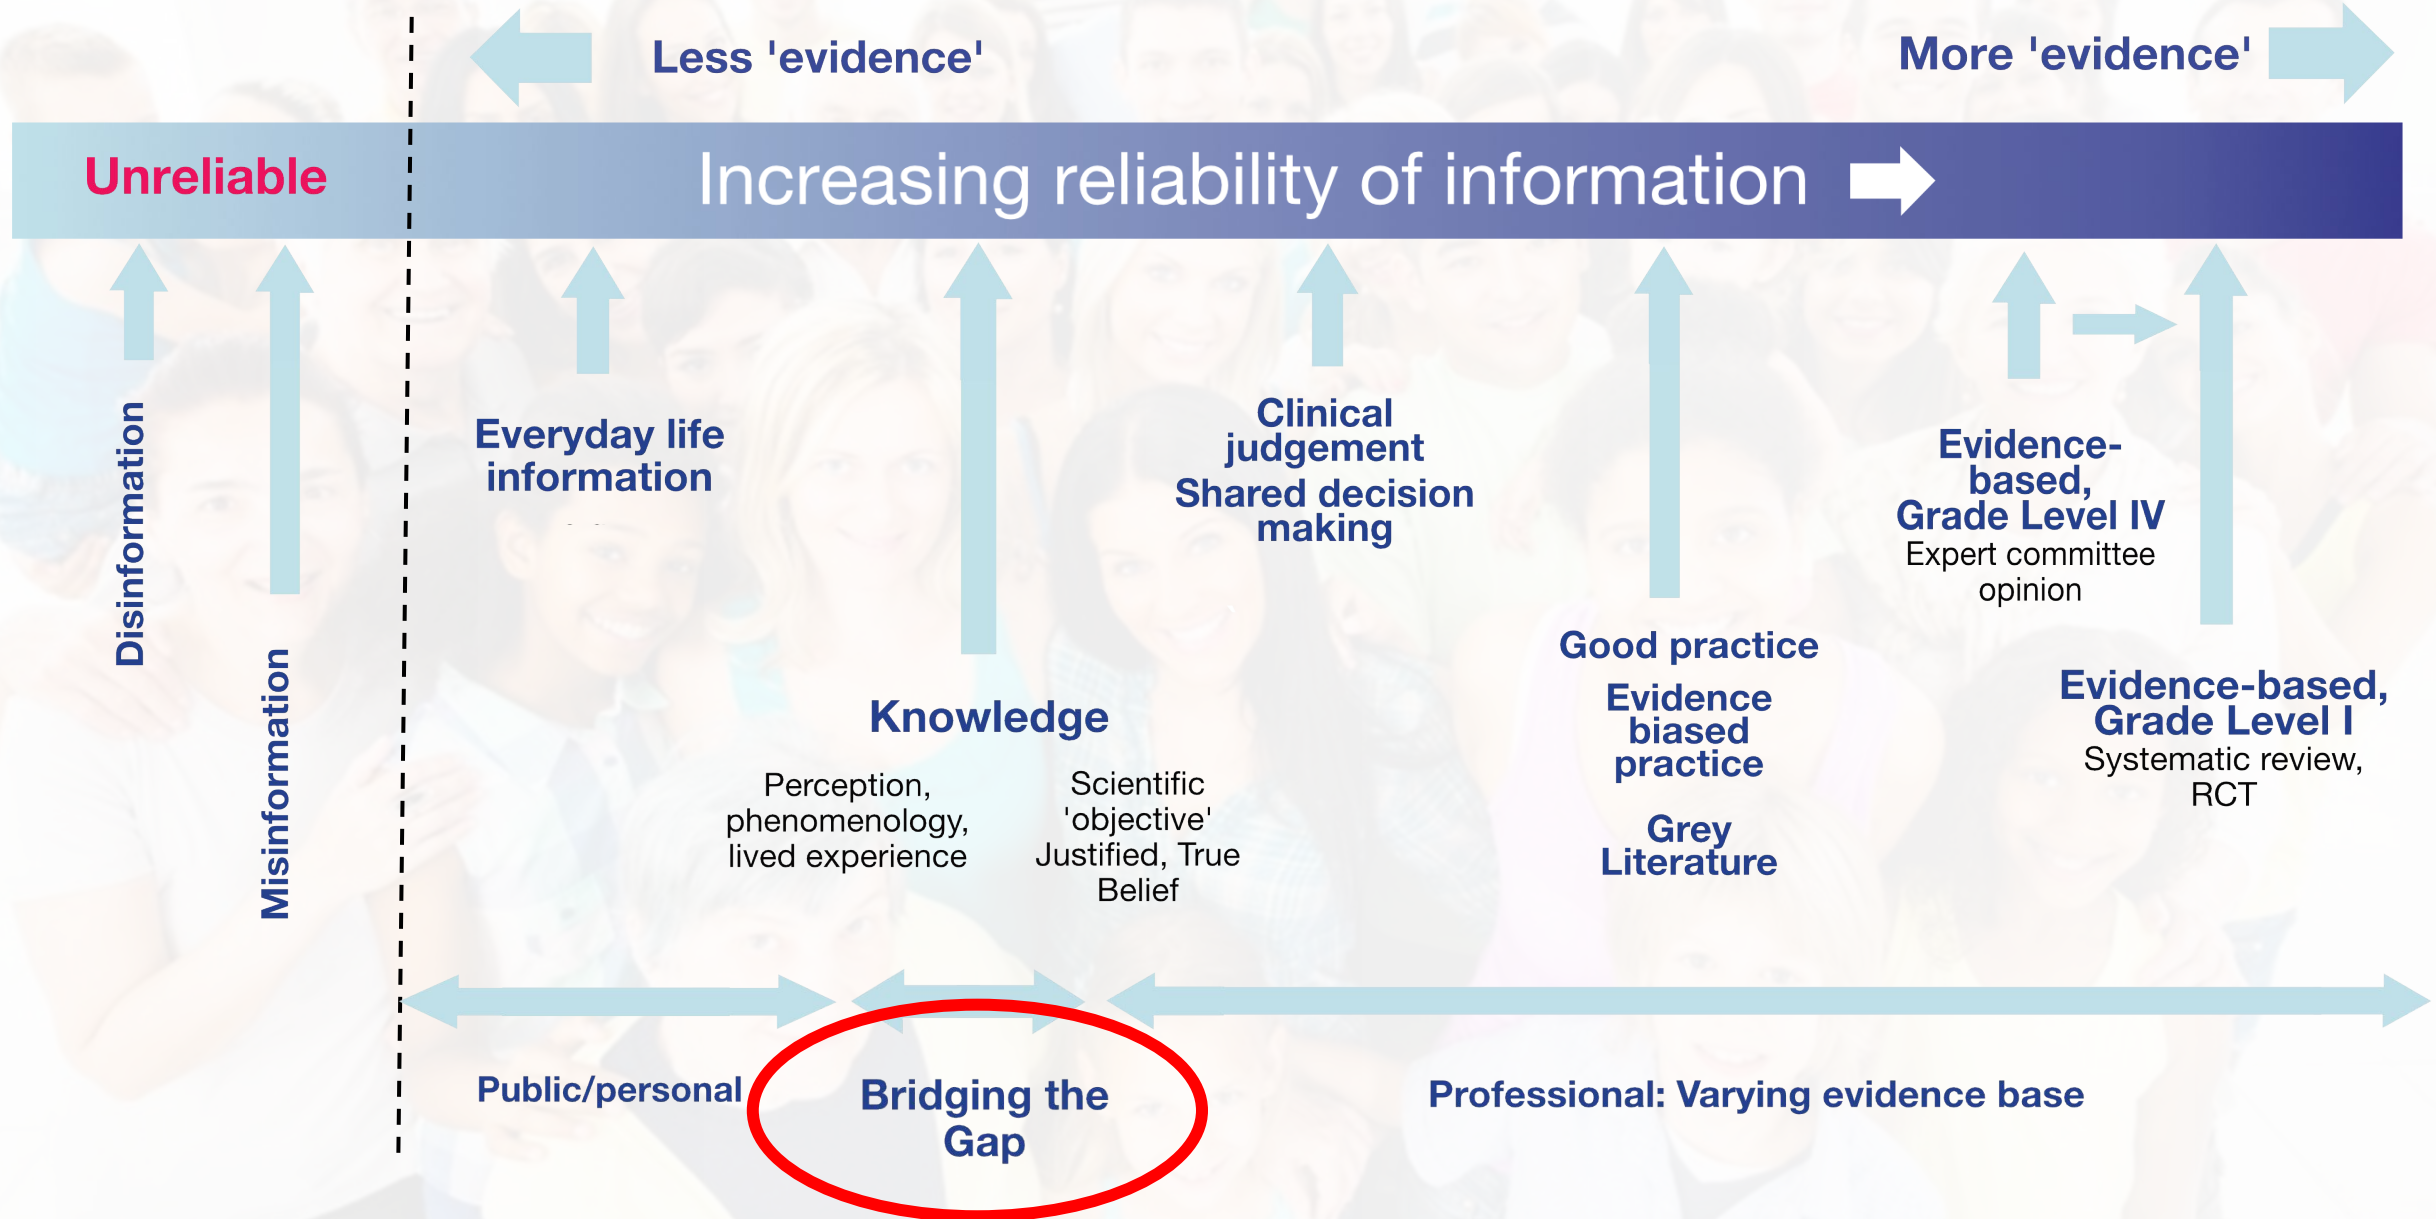 Less 'evidence'
More 'evidence'
Unreliable
Increasing reliability of information
Disinformation
Misinformation
Everyday life
information
Knowledge
Perception,
phenomenology,
lived experience
Scientific
'objective'
Justified, True
Belief
Clinical
judgement
Shared decision
making
Good practice
Evidence
biased
practice
Grey
Literature
Evidence-
based,
Grade Level IV
Expert committee
opinion
Evidence-based,
Grade Level I
Systematic review,
RCT
Public/personal
Bridging the
Gap
Professional: Varying evidence base